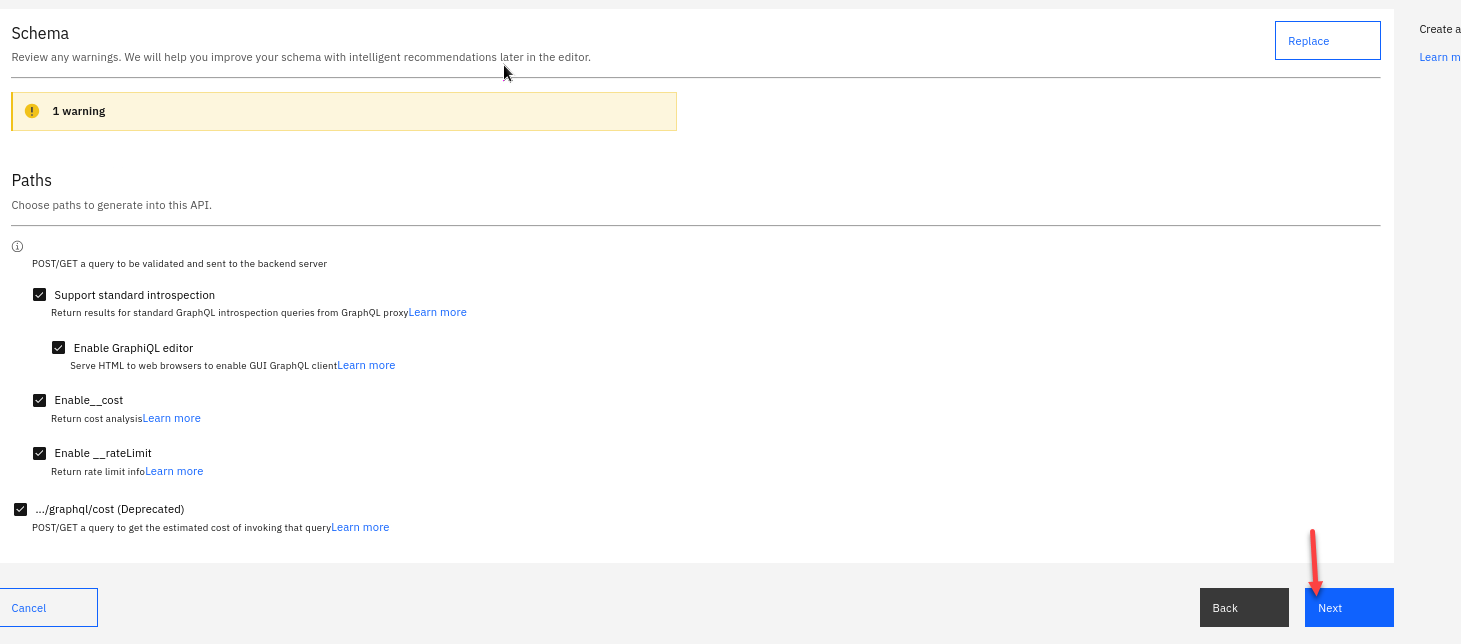 Schema
Replace
Create a
Review any warnings. We will help you improve your schema with intelligent recommendations later in the editor.
Learn m
1 warning
Paths
Choose paths to generate into this API.
POST/GET a query to be validated and sent to the backend server
Support standard introspection
Return results for standard GraphQL introspection queries from GraphQL proxyLearn more
Enable GraphiQL editor
Serve HTML to web browsers to enable GUI GraphQL clientLearn more
Enable__cost
Return cost analysisLearn more
Enable __rateLimit
Return rate limit infoLearn more
.../graphql/cost (Deprecated)
POST/GET a query to get the estimated cost of invoking that queryLearn more
Cancel
Back
Next